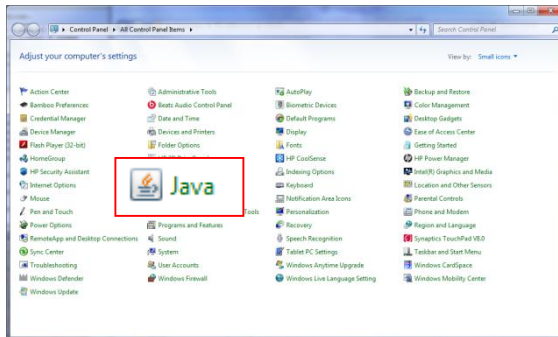 Control Panel ▸ All Control Panel Items ▸
Search Control Panel
Adjust your computer's settings
View by: Small icons
Action Center
Administrative Tools
AutoPlay
Backup and Restore
Bamboo Preferences
Beats Audio Control Panel
Biometric Devices
Color Management
Credential Manager
Date and Time
Default Programs
Desktop Gadgets
Device Manager
Devices and Printers
Display
Ease of Access Center
Flash Player (32-bit)
Folder Options
Fonts
Getting Started
HomeGroup
HP CoolSense
HP Power Manager
HP Security Assistant
Java
Indexing Options
Intel(R) Graphics and Media
Internet Options
Keyboard
Location and Other Sensors
Mouse
Notification Area Icons
Parental Controls
Pen and Touch
Tools
Personalization
Phone and Modem
Power Options
Programs and Features
Recovery
Region and Language
RemoteApp and Desktop Connections
Sound
Speech Recognition
Synaptics TouchPad V8.0
Sync Center
System
Tablet PC Settings
Taskbar and Start Menu
Troubleshooting
User Accounts
Windows Anytime Upgrade
Windows CardSpace
Windows Defender
Windows Firewall
Windows Live Language Setting
Windows Mobility Center
Windows Update